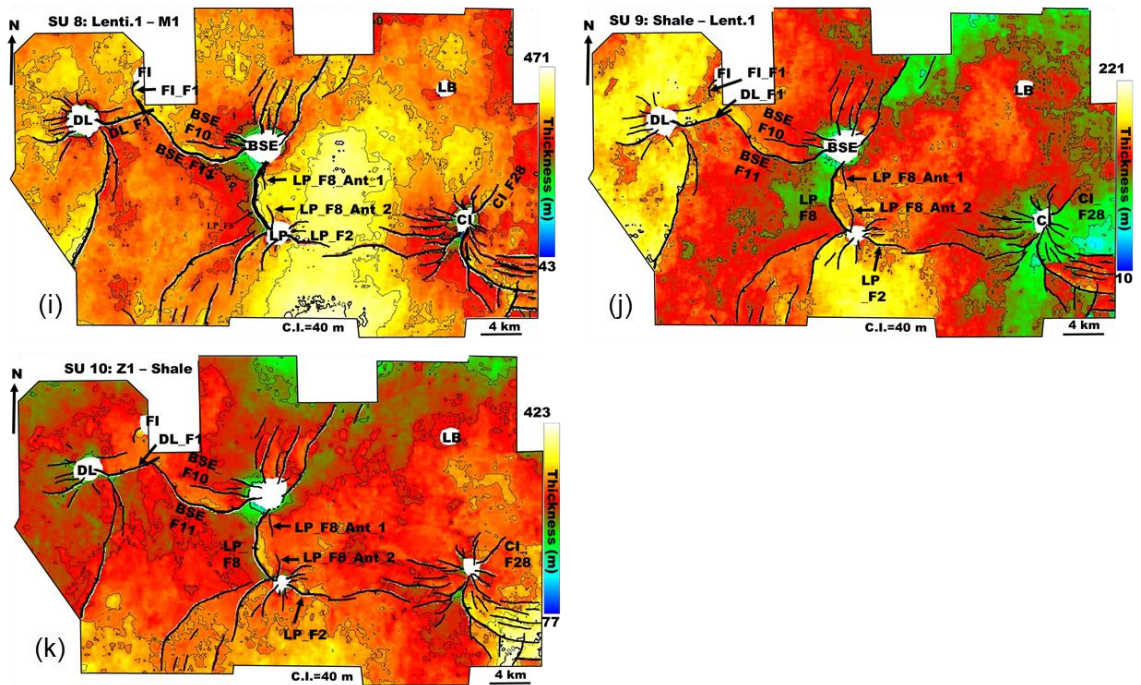 SU 8: Lenti.1 – M1
N
FI
FI_F1
DL
DL_F1
BSE
F10
BSE_F11
BSE
LB
LP_F8_Ant_1
LP_F8_Ant_2
LP_F8
LP
LP_F2
CI
CI
F28
471
Thickness (m)
43
(i)
C.I.=40 m
4 km
SU 9: Shale – Lent.1
N
FI
FI_F1
DL_F1
DL
BSE
F10
BSE
F11
BSE
LB
LP_F8_Ant_1
LP
F8
LP_F8_Ant_2
C
CI
F28
LP
_F2
221
Thickness (m)
10
(j)
C.I.=40 m
4 km
SU 10: Z1 – Shale
N
FI
DL_F1
DL
BSE
F10
BSE
F11
LB
LP_F8_Ant_1
LP
F8
LP_F8_Ant_2
CI
F28
LP_F2
423
Thickness (m)
77
(k)
C.I.=40 m
4 km